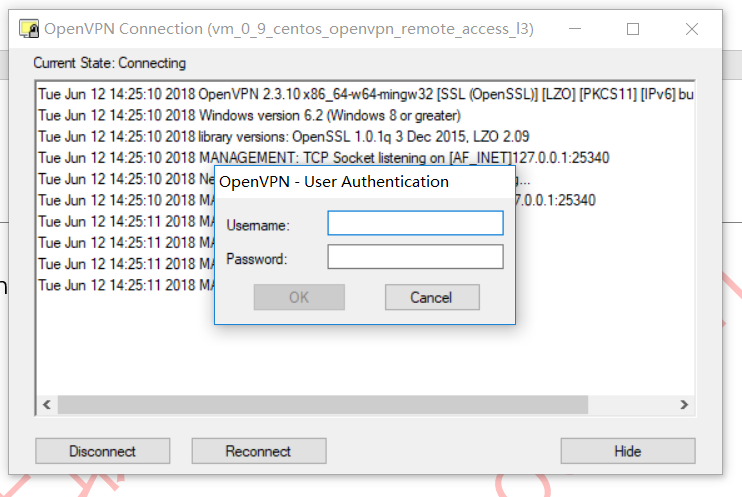 OpenVPN Connection (vm_0_9_centos_openvpn_remote_access_l3)
Current State: Connecting
Tue Jun 12 14:25:10 2018 OpenVPN 2.3.10 x86_64-w64-mingw32 [SSL (OpenSSL)] [LZO] [PKCS11] [IPv6] bu
Tue Jun 12 14:25:10 2018 Windows version 6.2 (Windows 8 or greater)
Tue Jun 12 14:25:10 2018 library versions: OpenSSL 1.0.1q 3 Dec 2015, LZO 2.09
Tue Jun 12 14:25:10 2018 MANAGEMENT: TCP Socket listening on [AF_INET]127.0.0.1:25340
Tue Jun 12 14:25:10 2018 Ne
Tue Jun 12 14:25:10 2018 MA 7.0.0.1:25340
Tue Jun 12 14:25:11 2018 MA
Tue Jun 12 14:25:11 2018 MA
Tue Jun 12 14:25:11 2018 MA
Tue Jun 12 14:25:11 2018 MA
OpenVPN - User Authentication
Username:
Password:
OK Cancel
Disconnect Reconnect Hide